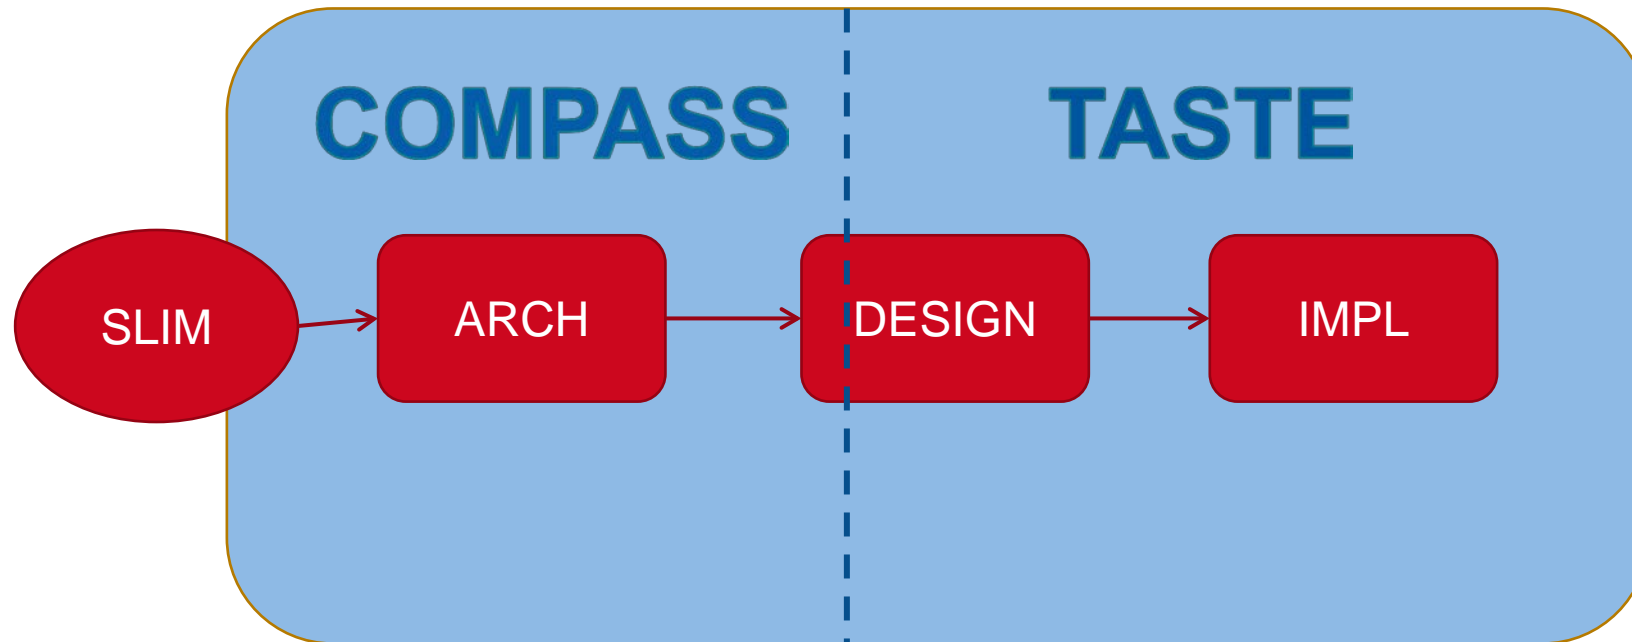 COMPASS
TASTE
SLIM
ARCH
DESIGN
IMPL